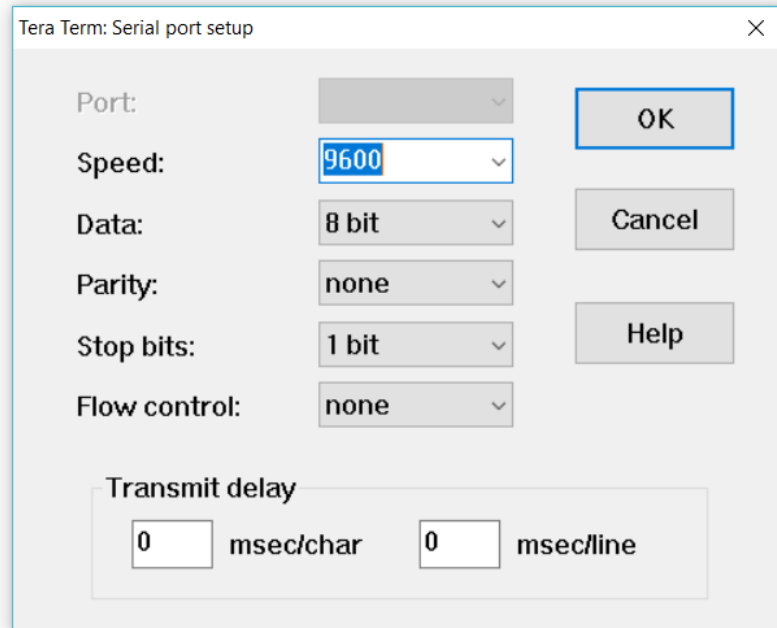 Tera Term: Serial port setup
Port:
OK
Speed:
9600
Data:
8 bit
Cancel
Parity:
none
Stop bits:
1 bit
Help
Flow control:
none
Transmit delay
0 msec/char 0 msec/line